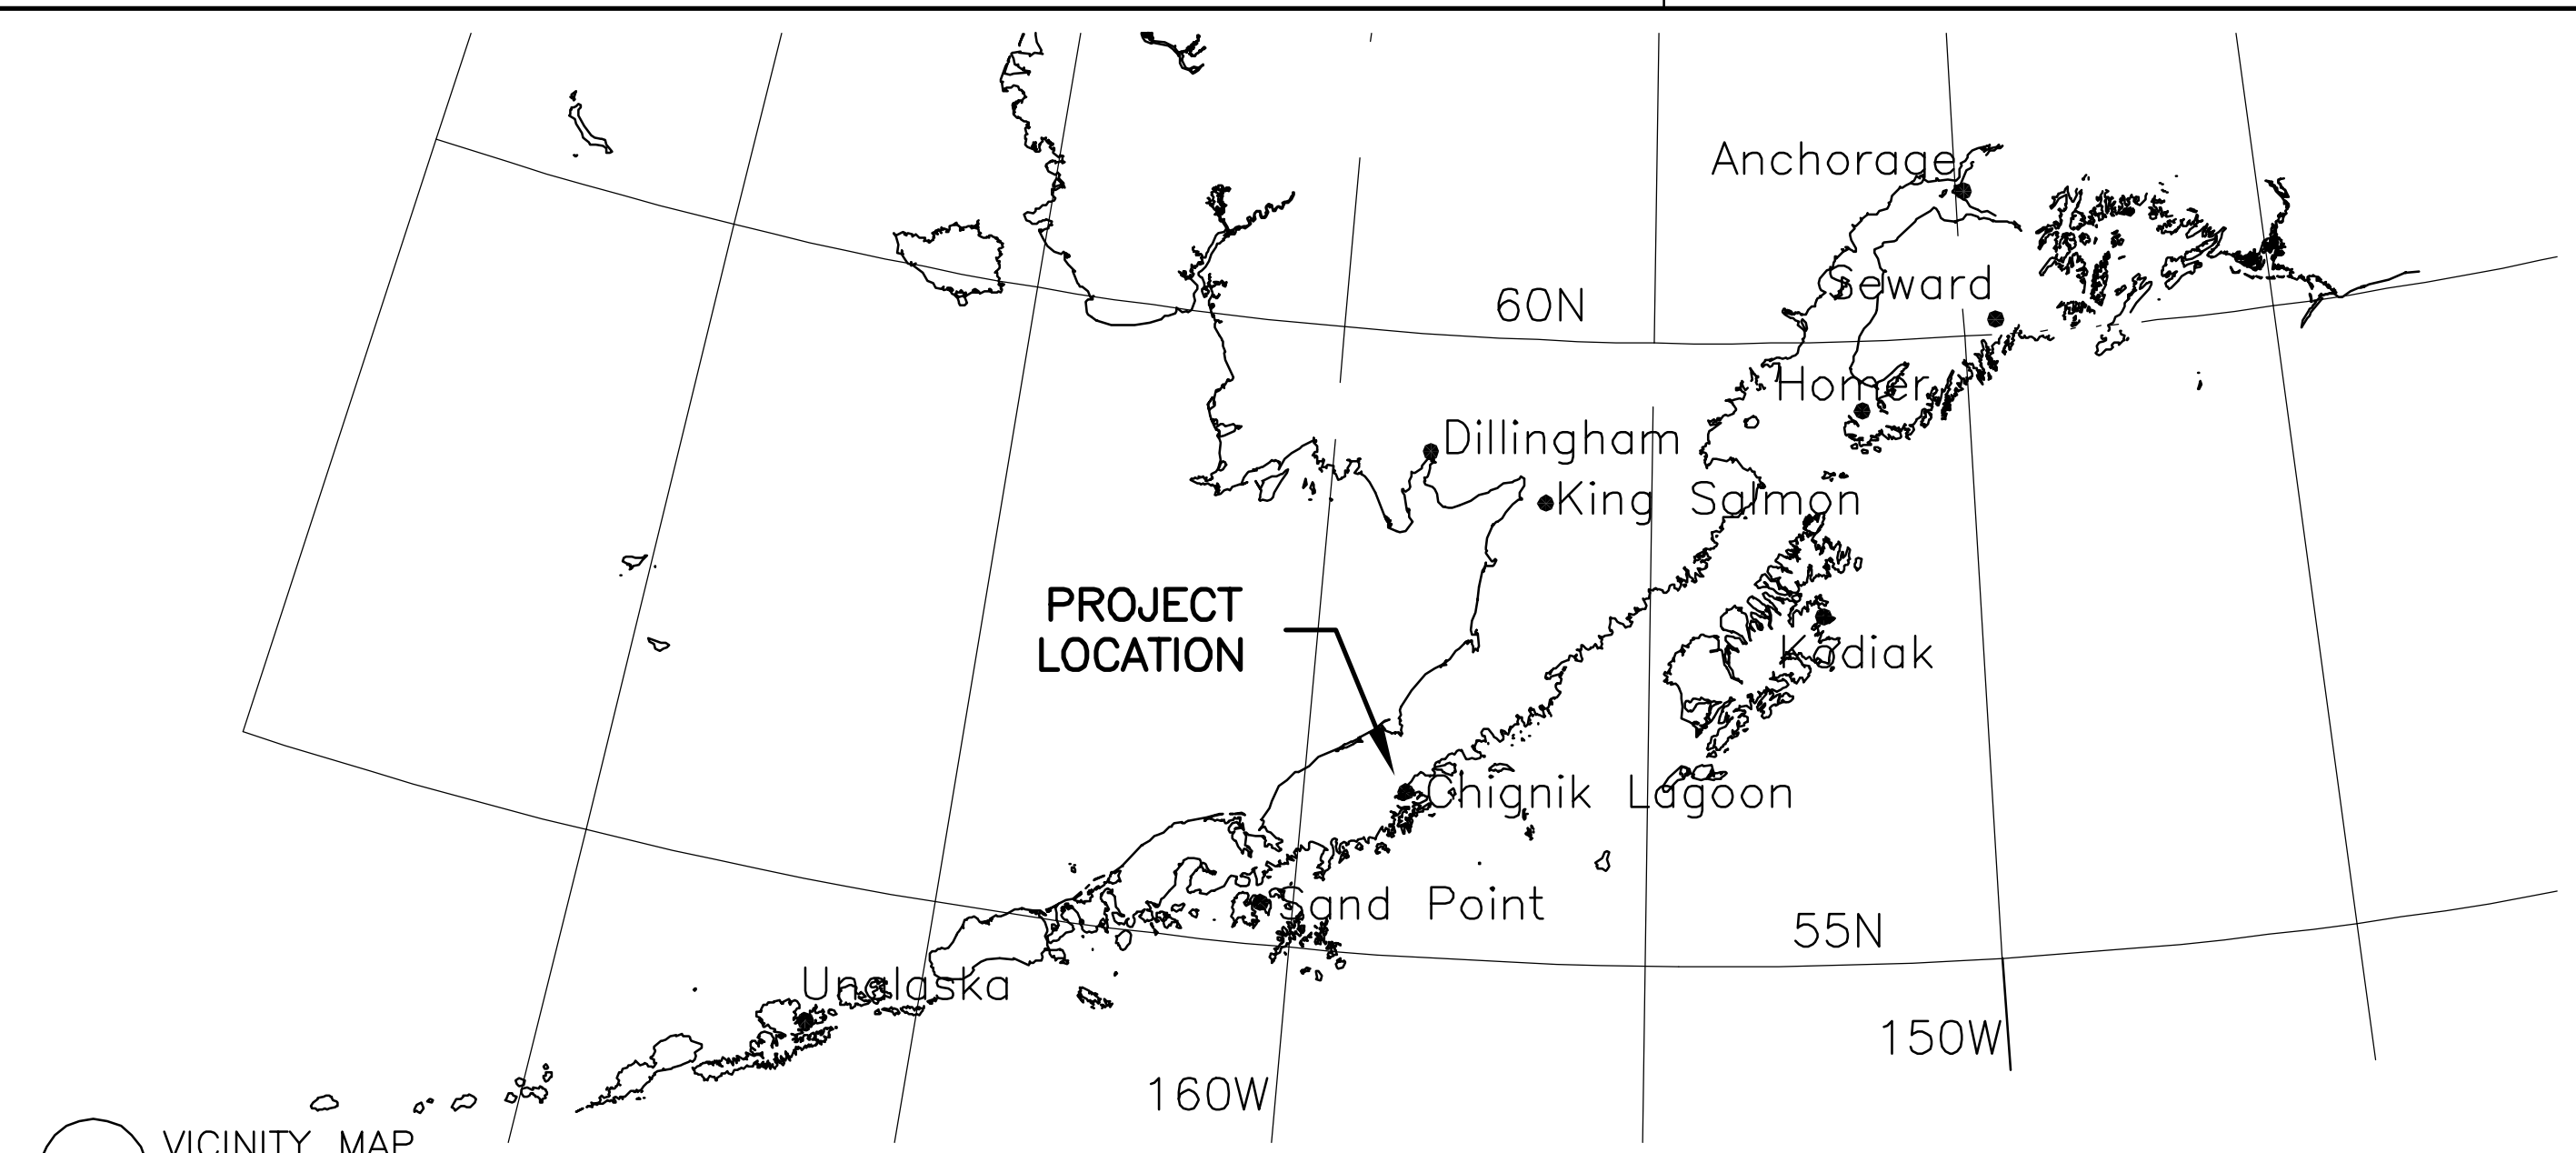 Anchorage
Seward
60N
Homer
Dillingham
King Salmon
PROJECT
LOCATION
Kodiak
Chignik Lagoon
Sand Point
55N
Unalaska
150W
160W
VICINITY MAP